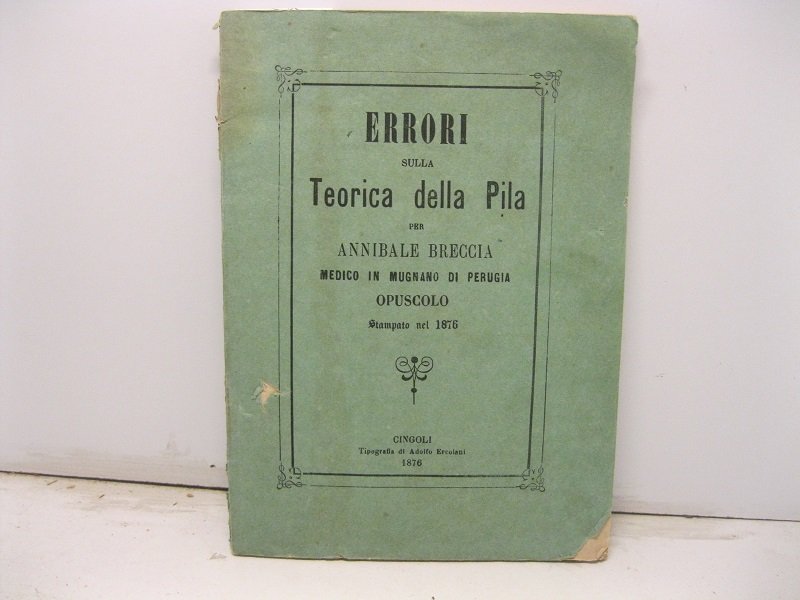 ERRORI
SULLA
Teorica della Pila
PER
ANNIBALE BRECCIA
MEDICO IN MUGNANO DI PERUGIA
OPUSCOLO
Stampato nel 1876
CINGOLI
Tipografia di Adolfo Ercolani
1876